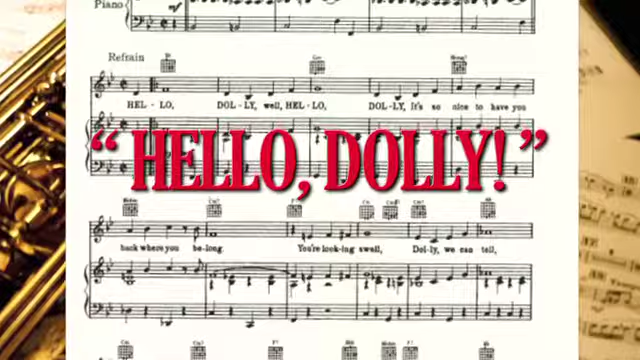 Piano
mf
Refrain
HEL - LO, DOL - LY, well, HEL - LO, DOL - LY, It's so nice to have you
“HELLO, DOLLY!”
back where you be-long. You're look-ing swell, Dol-ly, we can tell,